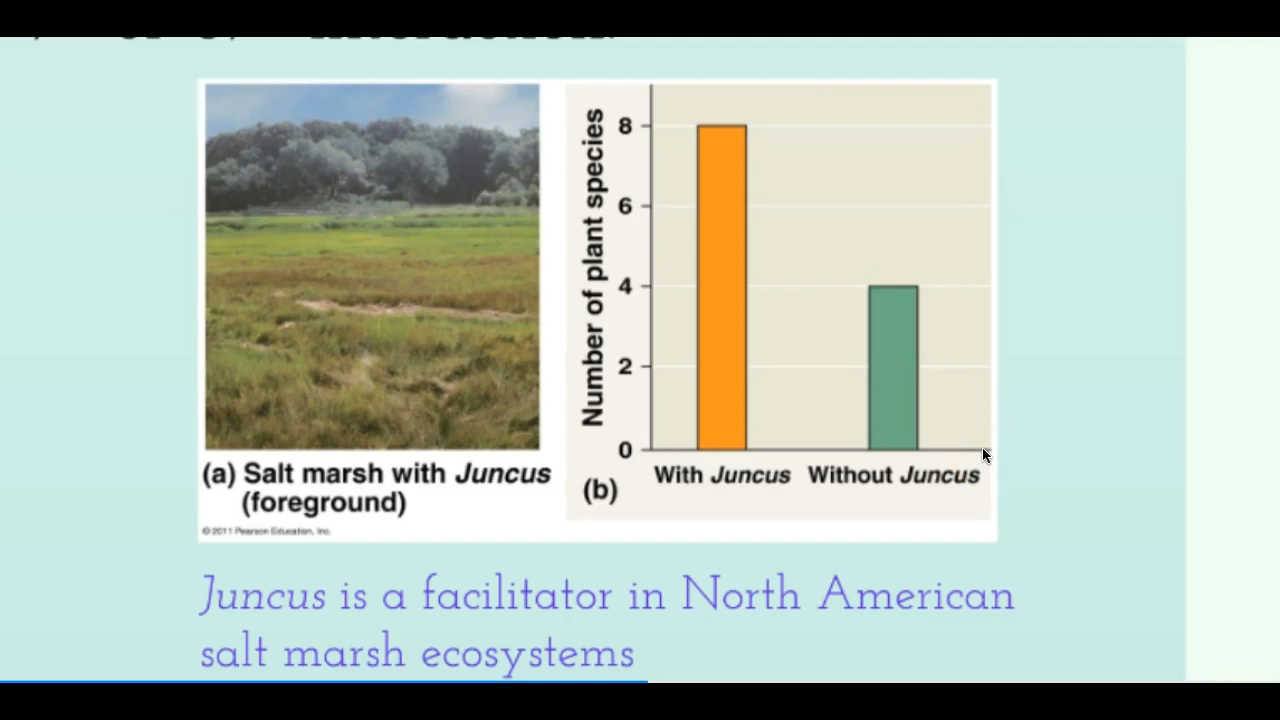 (a) Salt marsh with Juncus
(foreground)
© 2011 Pearson Education, Inc.
Number of plant species
8
6
4
2
0
With Juncus Without Juncus
(b)
Juncus is a facilitator in North American
salt marsh ecosystems